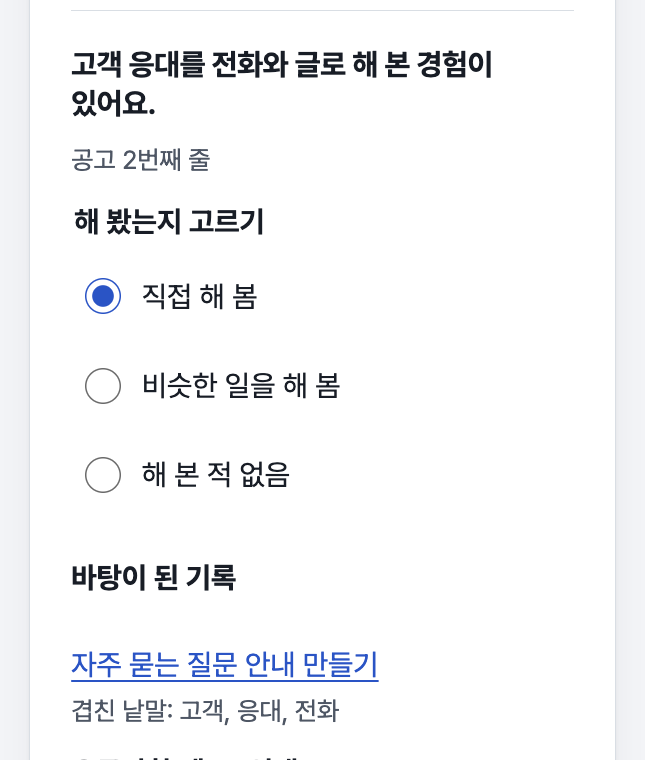 고객 응대를 전화와 글로 해 본 경험이
있어요.
공고 2번째 줄
해 봤는지 고르기
직접 해 봄
비슷한 일을 해 봄
해 본 적 없음
바탕이 된 기록
자주 묻는 질문 안내 만들기
겹친 낱말: 고객, 응대, 전화